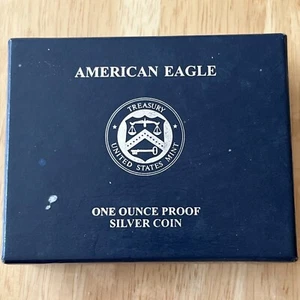 AMERICAN EAGLE
TREASURY
UNITED STATES MINT
ONE OUNCE PROOF
SILVER COIN